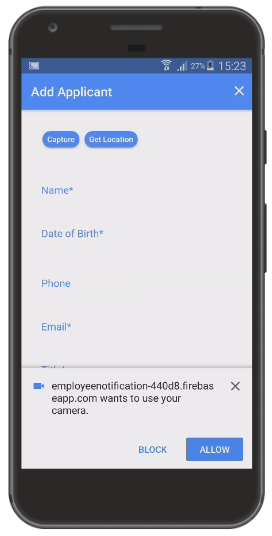 27% 15:23
Add Applicant
Capture Get Location
Name*
Date of Birth*
Phone
Email*
employeenotification-440d8.firebas
eapp.com wants to use your
camera.
BLOCK ALLOW